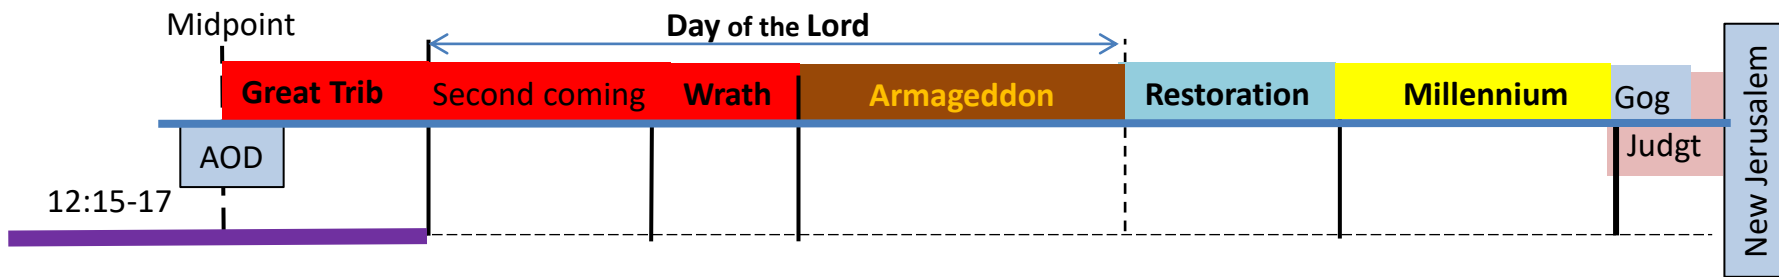 Midpoint
Day of the Lord
Great Trib
Second coming
Wrath
Armageddon
Restoration
Millennium
Gog
AOD
Judgt
12:15-17
New Jerusalem